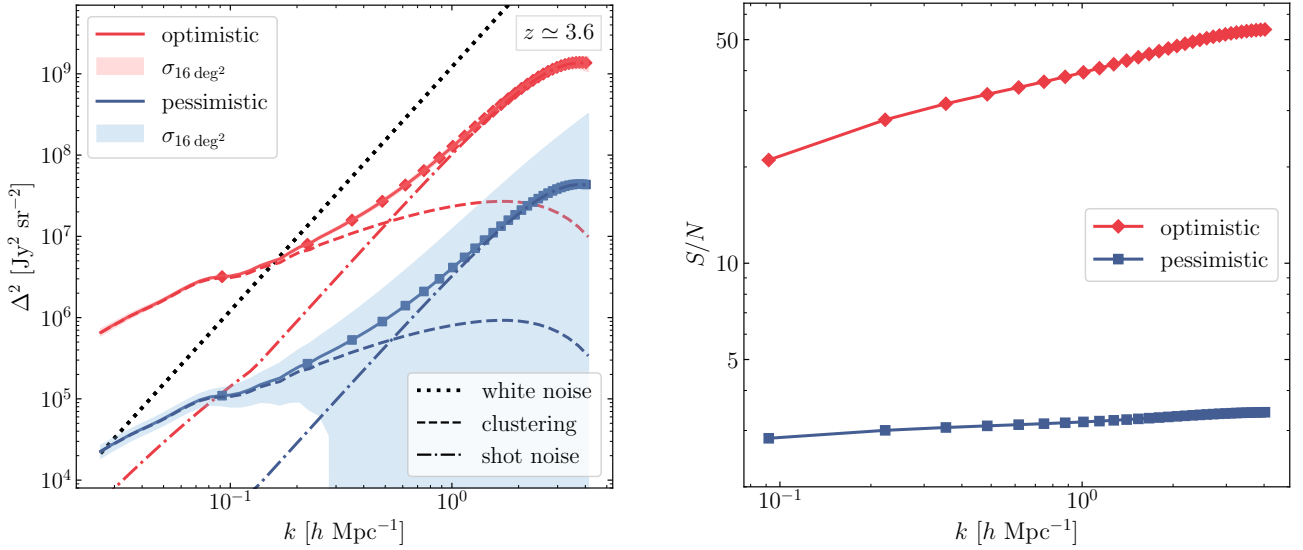 optimistic
σ₁₆ deg²
pessimistic
σ₁₆ deg²
z ≃ 3.6
Δ² [Jy² sr⁻²]
10⁹
10⁸
10⁷
10⁶
10⁵
10⁴
white noise
clustering
shot noise
10⁻¹
10⁰
k [h Mpc⁻¹]
S/N
50
10
5
optimistic
pessimistic
10⁻¹
10⁰
k [h Mpc⁻¹]